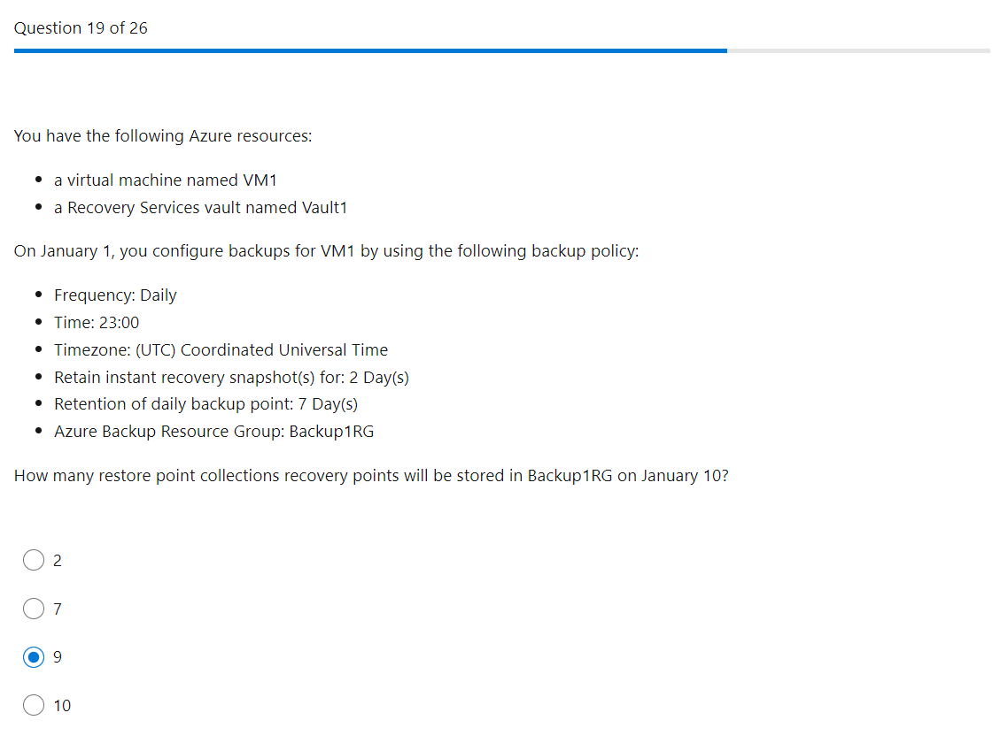 Question 19 of 26
You have the following Azure resources:
a virtual machine named VM1
a Recovery Services vault named Vault1
On January 1, you configure backups for VM1 by using the following backup policy:
Frequency: Daily
Time: 23:00
Timezone: (UTC) Coordinated Universal Time
Retain instant recovery snapshot(s) for: 2 Day(s)
Retention of daily backup point: 7 Day(s)
Azure Backup Resource Group: Backup1RG
How many restore point collections recovery points will be stored in Backup1RG on January 10?
2
7
9
10